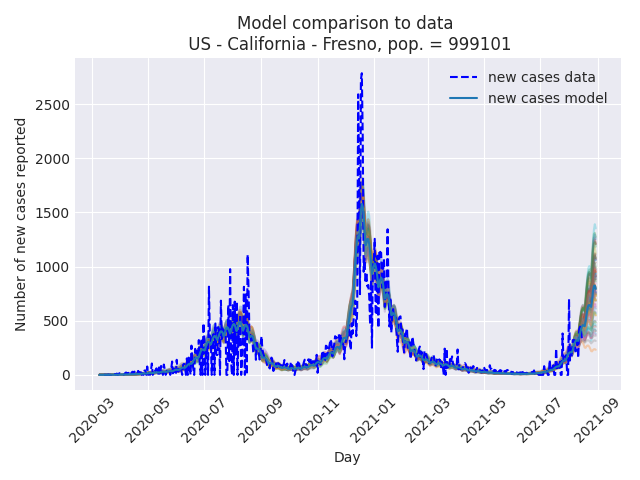 Model comparison to data
US - California - Fresno, pop. = 999101
new cases data
new cases model
Number of new cases reported
2500
2000
1500
1000
500
0
2020-03
2020-05
2020-07
2020-09
2020-11
2021-01
2021-03
2021-05
2021-07
2021-09
Day